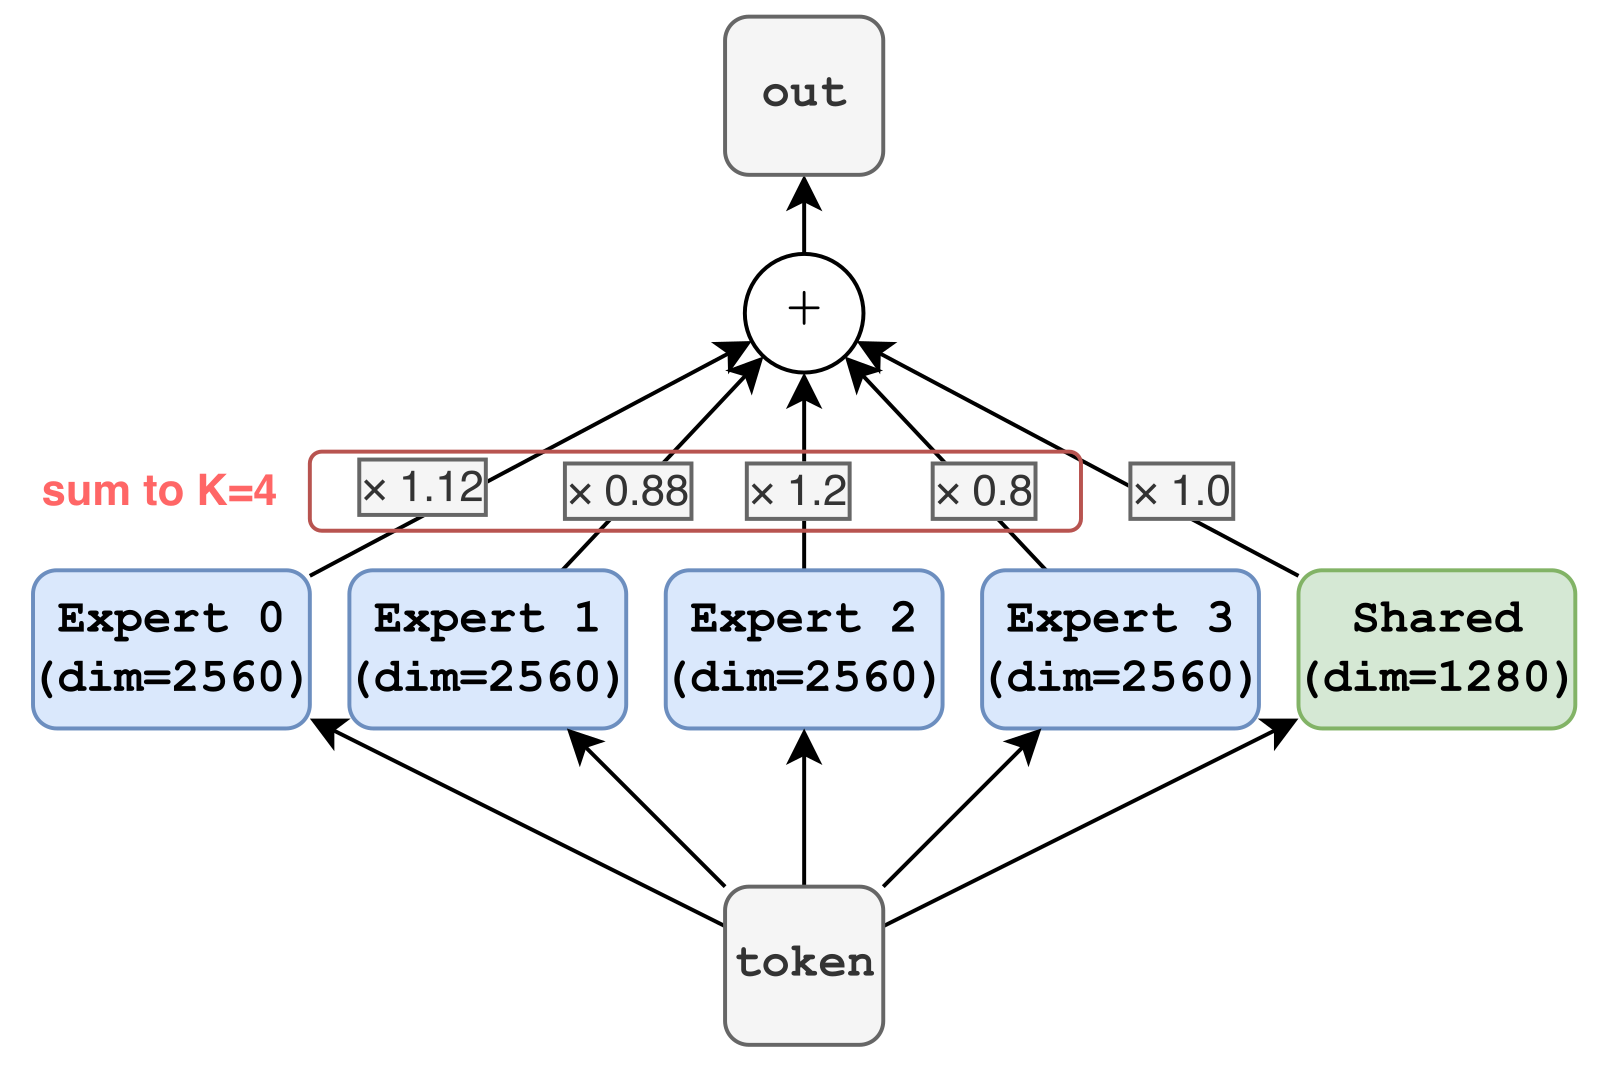 out
+
sum to K=4
× 1.12
× 0.88
× 1.2
× 0.8
× 1.0
Expert 0
(dim=2560)
Expert 1
(dim=2560)
Expert 2
(dim=2560)
Expert 3
(dim=2560)
Shared
(dim=1280)
token